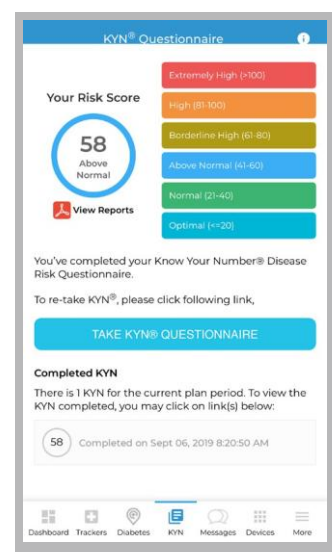 KYN® Questionnaire
i
Your Risk Score
58
Above
Normal
View Reports
Extremely High (>100)
High (81-100)
Borderline High (61-80)
Above Normal (41-60)
Normal (21-40)
Optimal (<=20)
You've completed your Know Your Number® Disease
Risk Questionnaire.
To re-take KYN®, please click following link,
TAKE KYN® QUESTIONNAIRE
Completed KYN
There is 1 KYN for the current plan period. To view the
KYN completed, you may click on link(s) below:
58 Completed on Sept 06, 2019 8:20:50 AM
Dashboard Trackers Diabetes KYN Messages Devices More